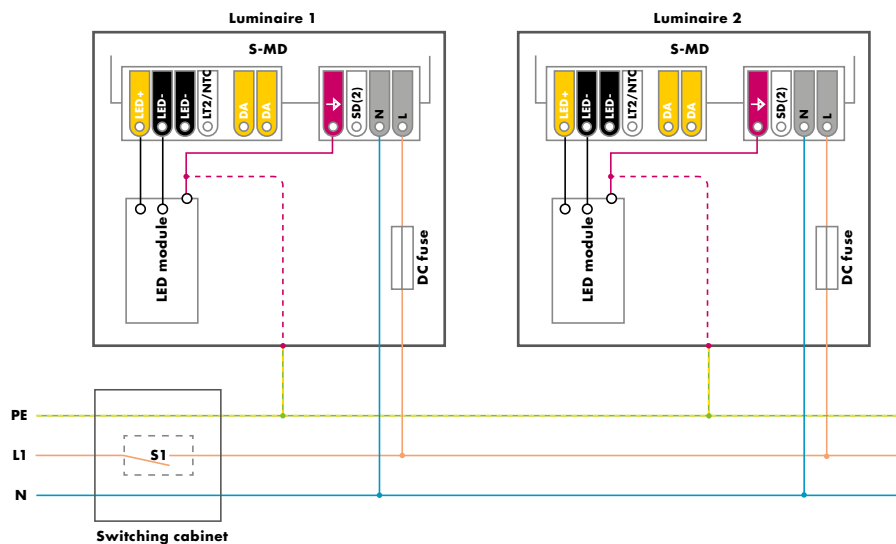 Luminaire 1
Luminaire 2
S-MD
S-MD
LED+
LED-
LED-
LT2/NTC
DA
DA
SD(2)
N
L
LED+
LED-
LED-
LT2/NTC
DA
DA
SD(2)
N
L
LED module
DC fuse
LED module
DC fuse
PE
L1
S1
N
Switching cabinet